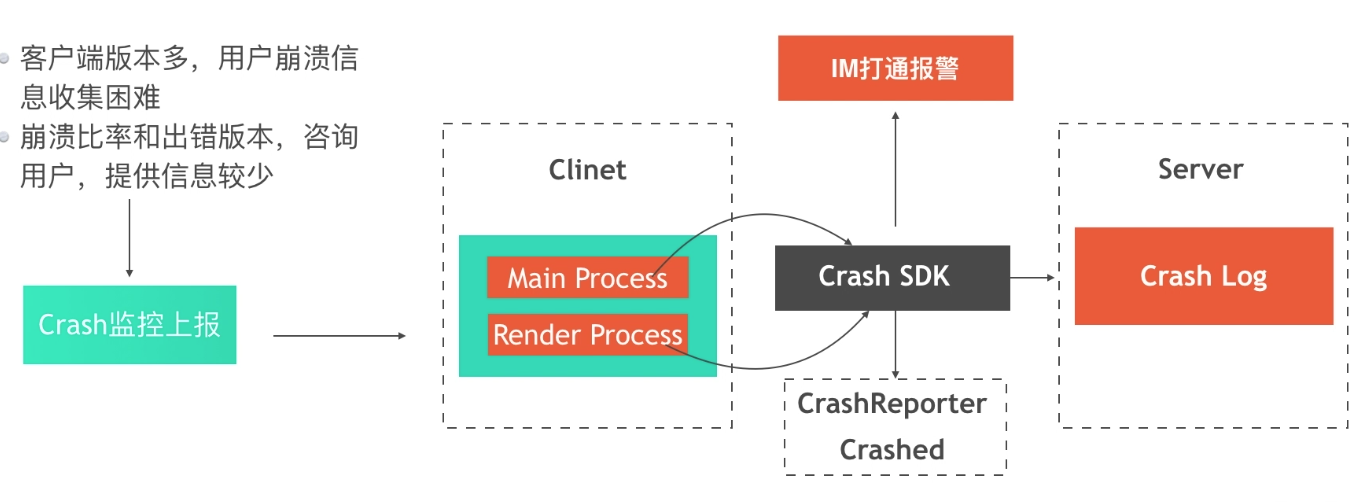 客户端版本多，用户崩溃信
息收集困难
崩溃比率和出错版本，咨询
用户，提供信息较少
Crash监控上报
Clinet
Main Process
Render Process
IM打通报警
Crash SDK
CrashReporter
Crashed
Server
Crash Log